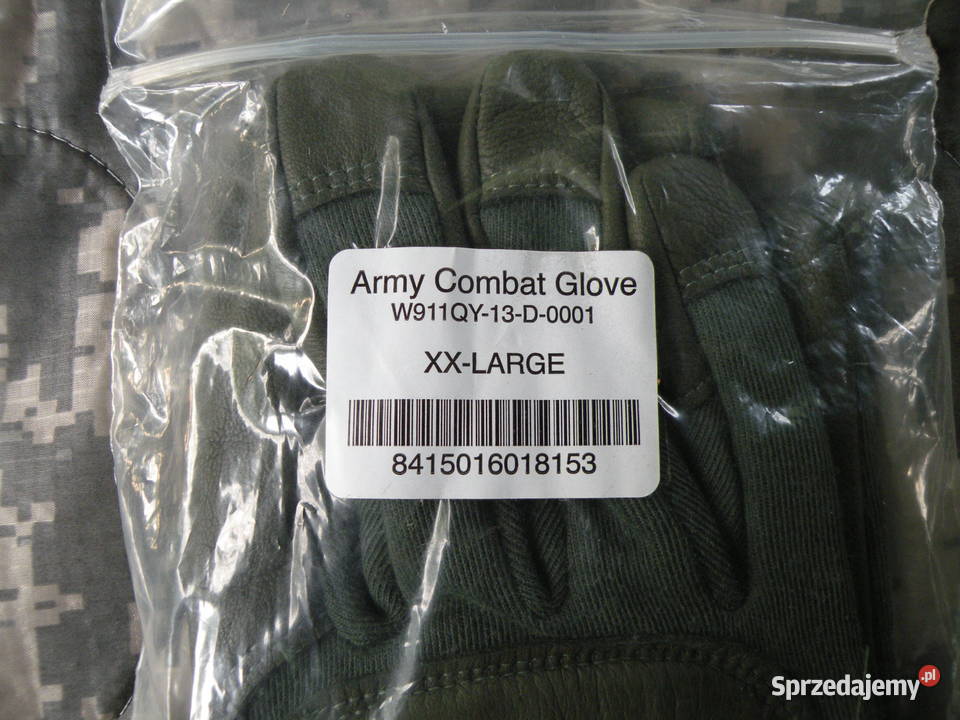 Army Combat Glove
W911QY-13-D-0001
XX-LARGE
8415016018153
Sprzedajemy.pl